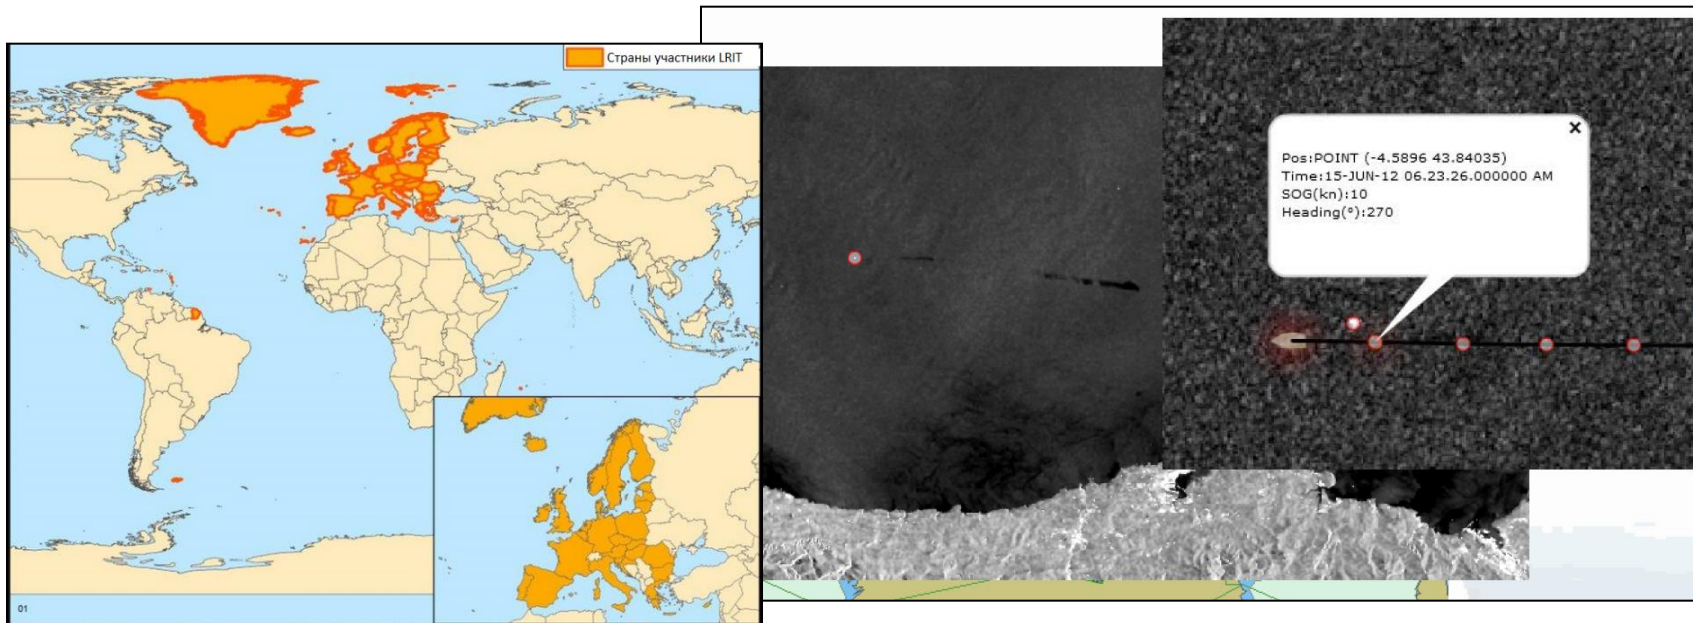 Страны участники LRIT
01
×
Pos:POINT (-4.5896 43.84035)
Time:15-JUN-12 06.23.26.000000 AM
SOG(kn):10
Heading(°):270